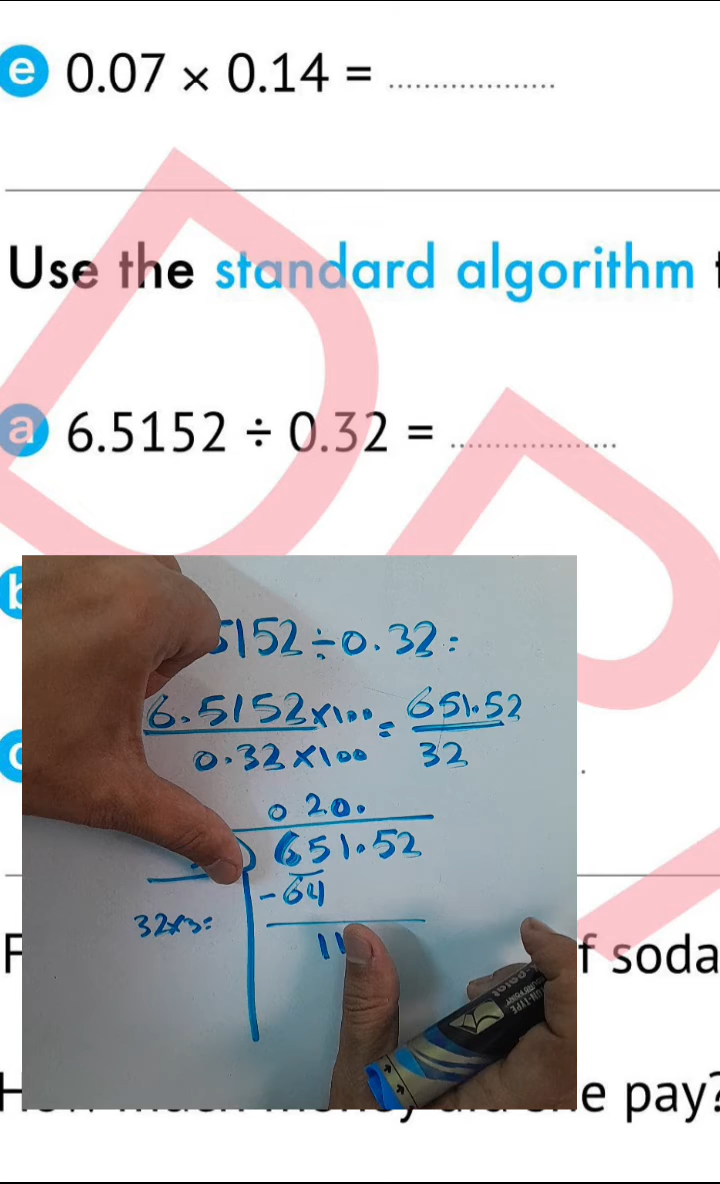 e 0.07 × 0.14 = ...................
Use the standard algorithm
a 6.5152 ÷ 0.32 = ...................
5152÷0.32=
6.5152×100 = 651.52
0.32×100 32
0 20.
651.52
-64
32×3=
11
f soda
e pay?